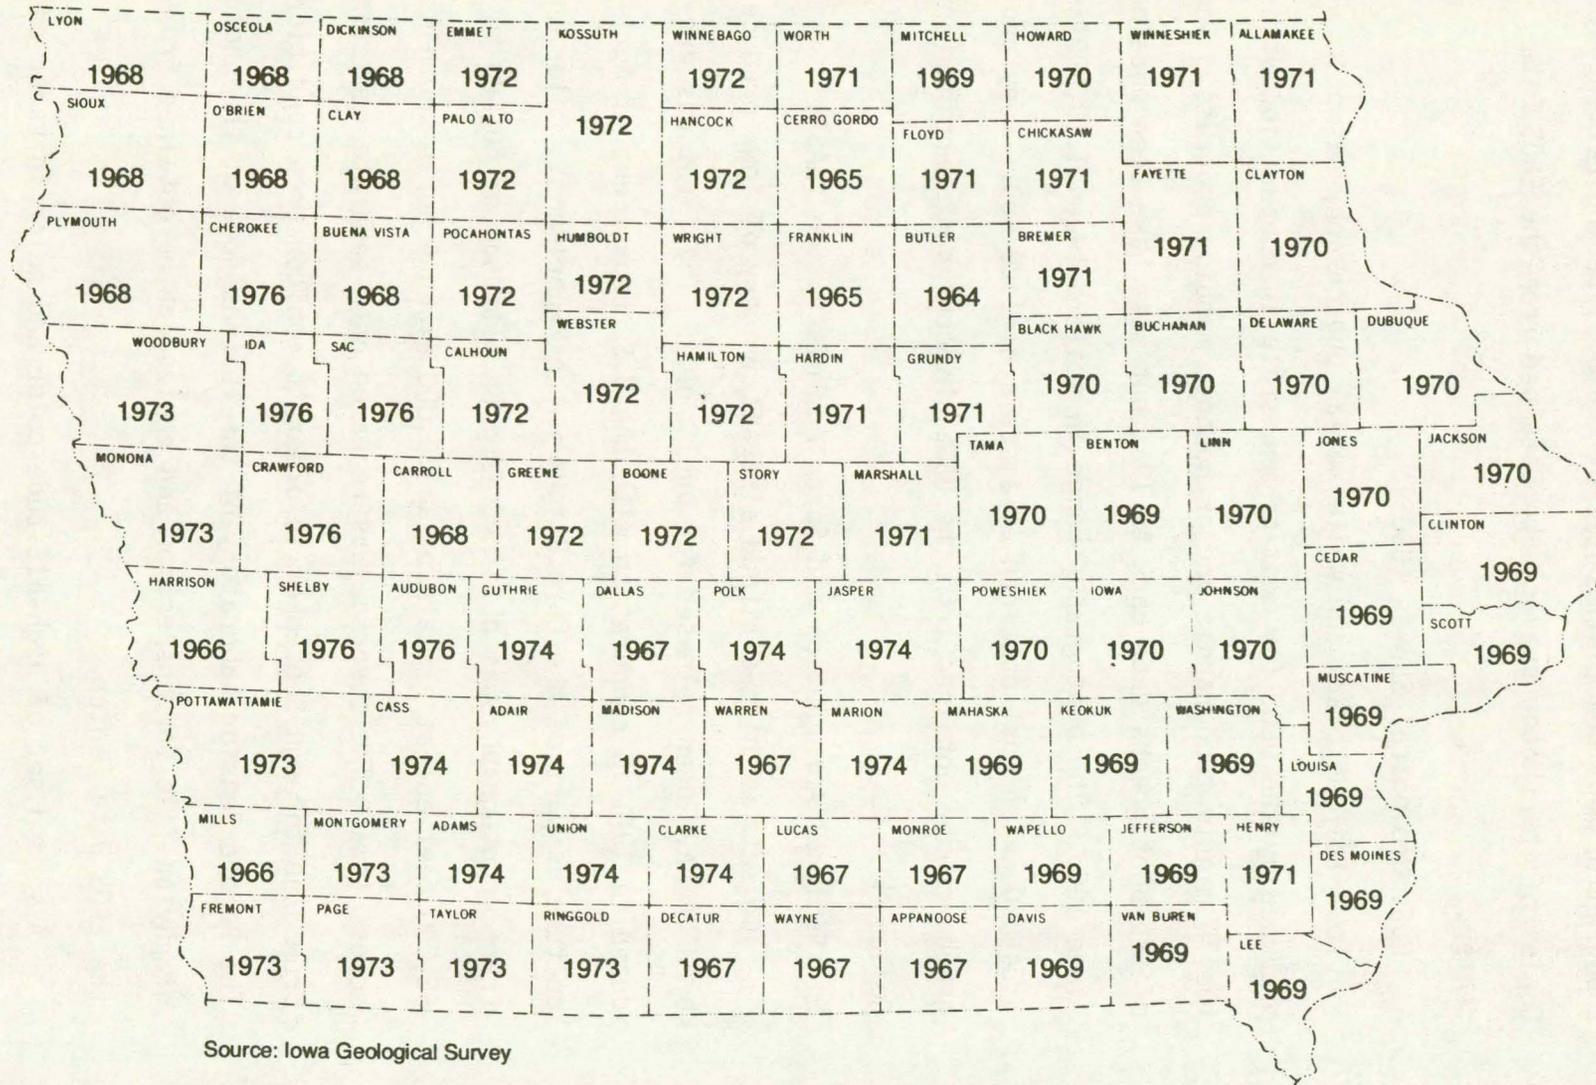 LYON OSCEOLA DICKINSON EMMET KOSSUTH WINNEBAGO WORTH MITCHELL HOWARD WINNESHIEK ALLAMAKEE
1968 1968 1968 1972 1972 1971 1969 1970 1971 1971
SIOUX O'BRIEN CLAY PALO ALTO 1972 HANCOCK CERRO GORDO FLOYD CHICKASAW
1968 1968 1968 1972 1972 1965 1971 1971
FAYETTE CLAYTON
PLYMOUTH CHEROKEE BUENA VISTA POCAHONTAS HUMBOLDT WRIGHT FRANKLIN BUTLER BREMER
1971 1970
1968 1976 1968 1972 1972 1972 1965 1964 1971
WOODBURY IDA SAC CALHOUN WEBSTER HAMILTON HARDIN GRUNDY BLACK HAWK BUCHANAN DELAWARE DUBUQUE
1973 1976 1976 1972 1972 1972 1971 1971 1970 1970 1970 1970
MONONA CRAWFORD CARROLL GREENE BOONE STORY MARSHALL TAMA BENTON LINN JONES JACKSON
1973 1976 1968 1972 1972 1972 1971 1970 1969 1970 1970 1970
CEDAR CLINTON
1969 1969
HARRISON SHELBY AUDUBON GUTHRIE DALLAS POLK JASPER POWESHIEK IOWA JOHNSON SCOTT
1966 1976 1976 1974 1967 1974 1974 1970 1970 1970 1969
POTTAWATTAMIE CASS ADAIR MADISON WARREN MARION MAHASKA KEOKUK WASHINGTON MUSCATINE
1973 1974 1974 1974 1967 1974 1969 1969 1969 1969
LOUISA
1969
MILLS MONTGOMERY ADAMS UNION CLARKE LUCAS MONROE WAPELLO JEFFERSON HENRY DES MOINES
1966 1973 1974 1974 1974 1967 1967 1969 1969 1971 1969
FREMONT PAGE TAYLOR RINGGOLD DECATUR WAYNE APPANOOSE DAVIS VAN BUREN LEE
1973 1973 1973 1973 1967 1967 1967 1969 1969 1969
Source: Iowa Geological Survey